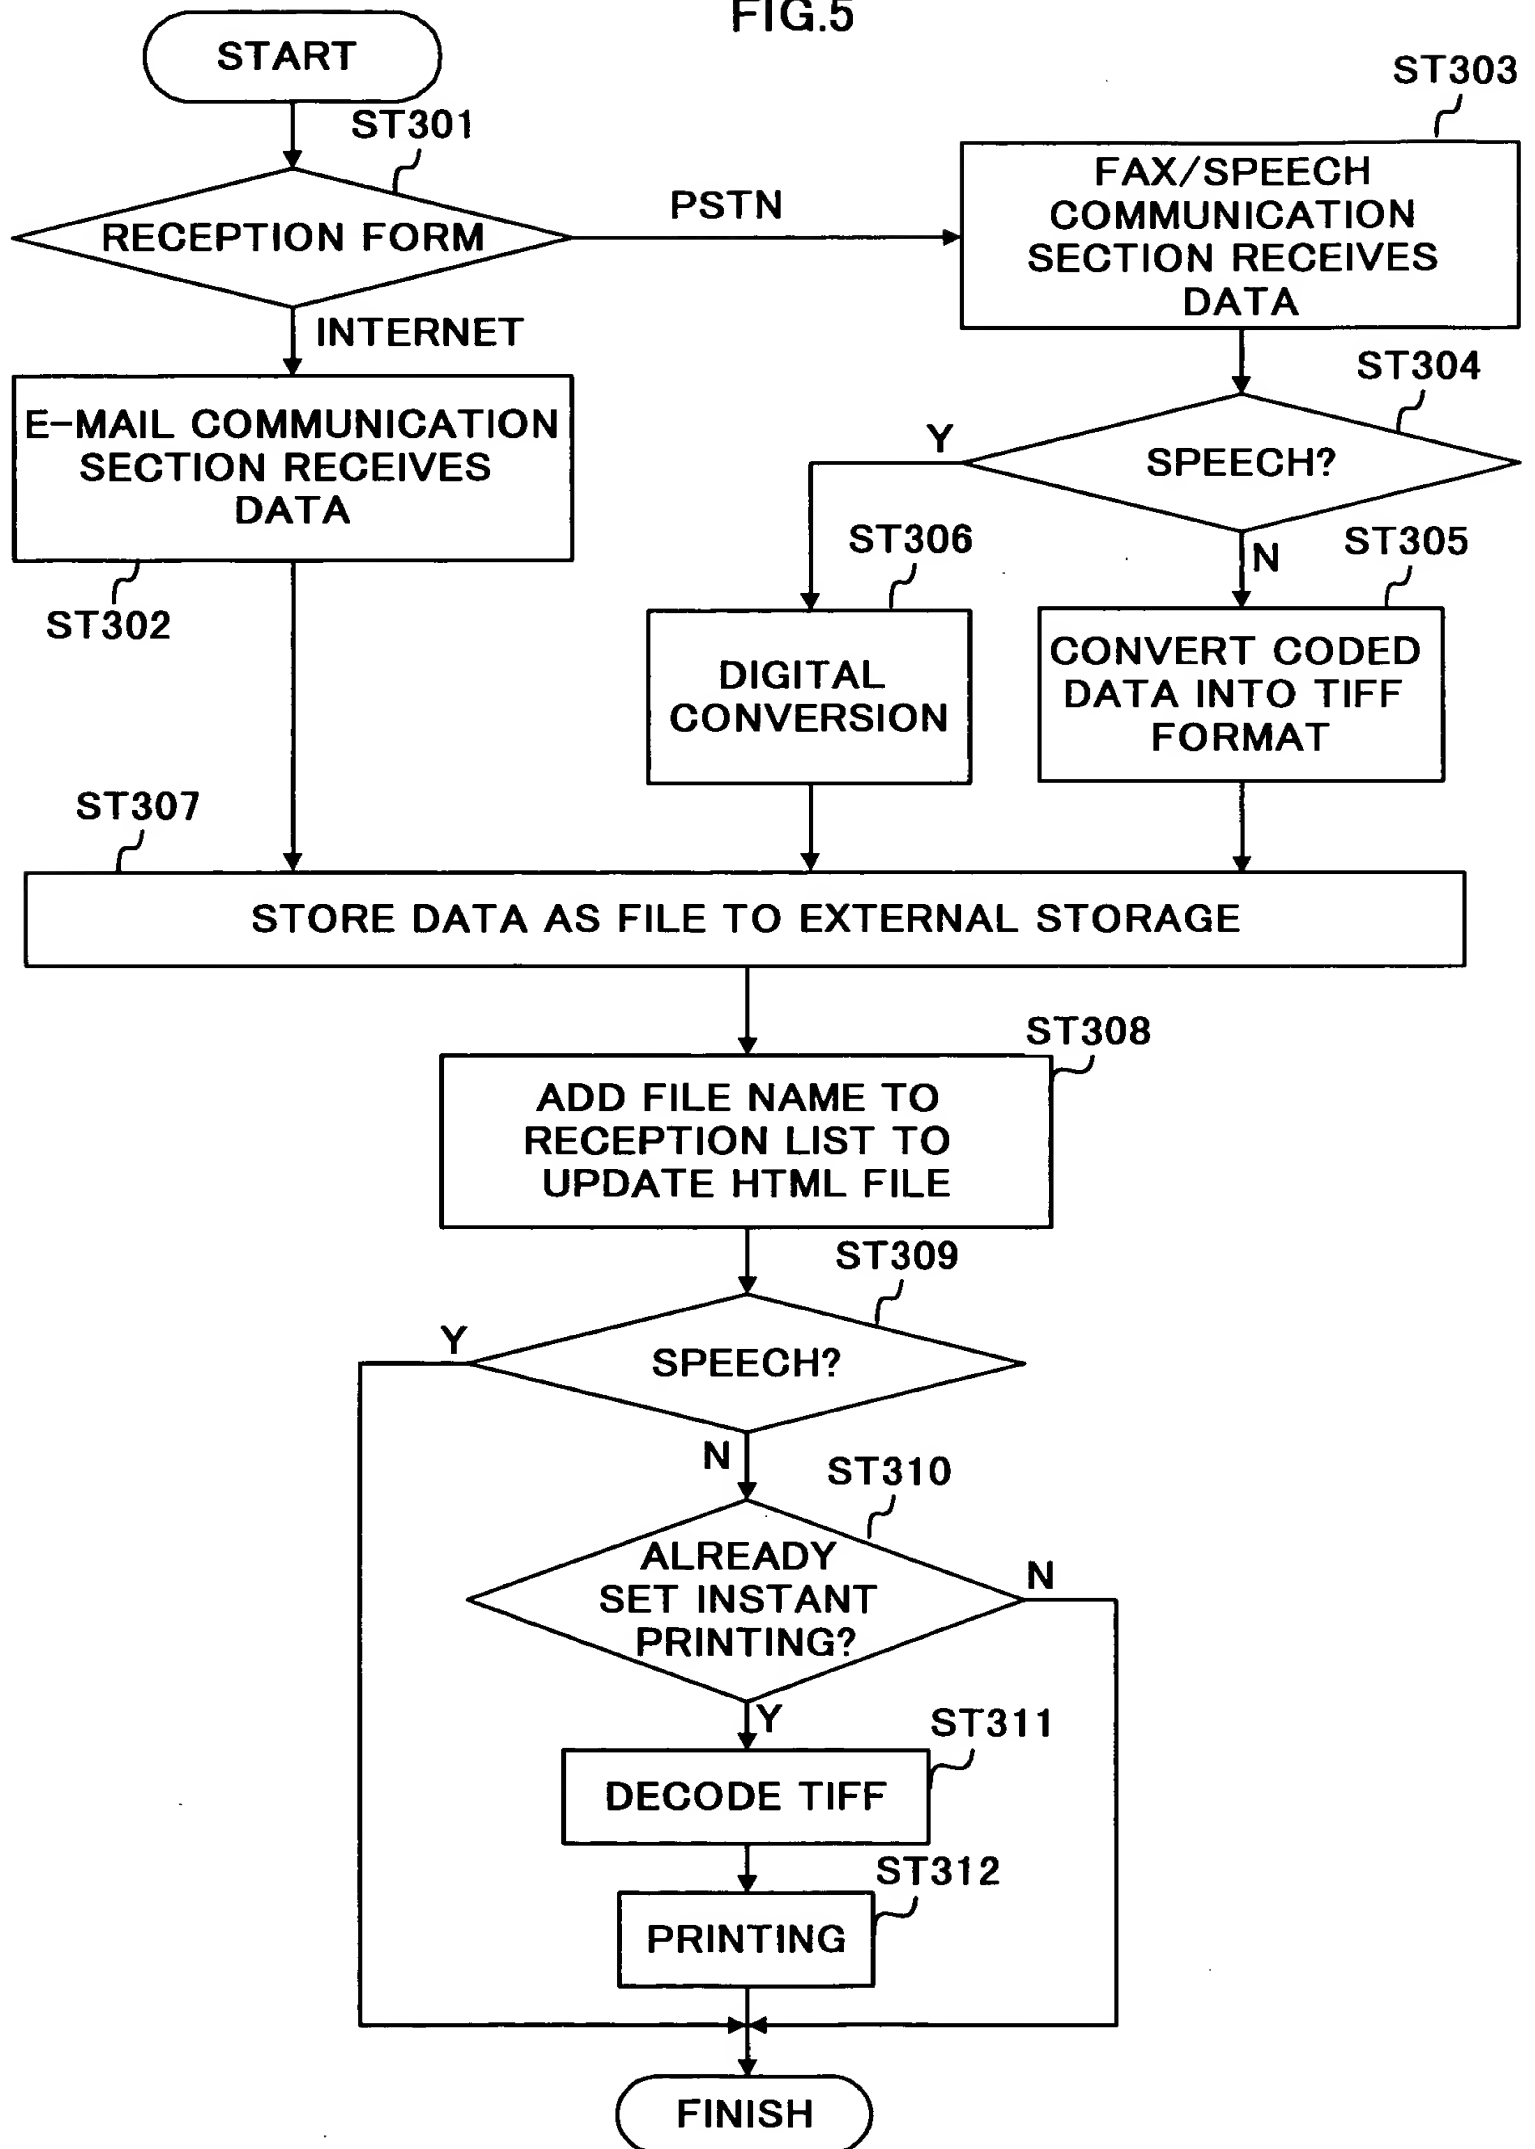 FIG.5
START
ST301
RECEPTION FORM
PSTN
ST303
FAX/SPEECH
COMMUNICATION
SECTION RECEIVES
DATA
INTERNET
E-MAIL COMMUNICATION
SECTION RECEIVES
DATA
ST302
ST304
SPEECH?
Y
N
ST306
DIGITAL
CONVERSION
ST305
CONVERT CODED
DATA INTO TIFF
FORMAT
ST307
STORE DATA AS FILE TO EXTERNAL STORAGE
ST308
ADD FILE NAME TO
RECEPTION LIST TO
UPDATE HTML FILE
ST309
SPEECH?
Y
N
ST310
ALREADY
SET INSTANT
PRINTING?
N
Y
ST311
DECODE TIFF
ST312
PRINTING
FINISH